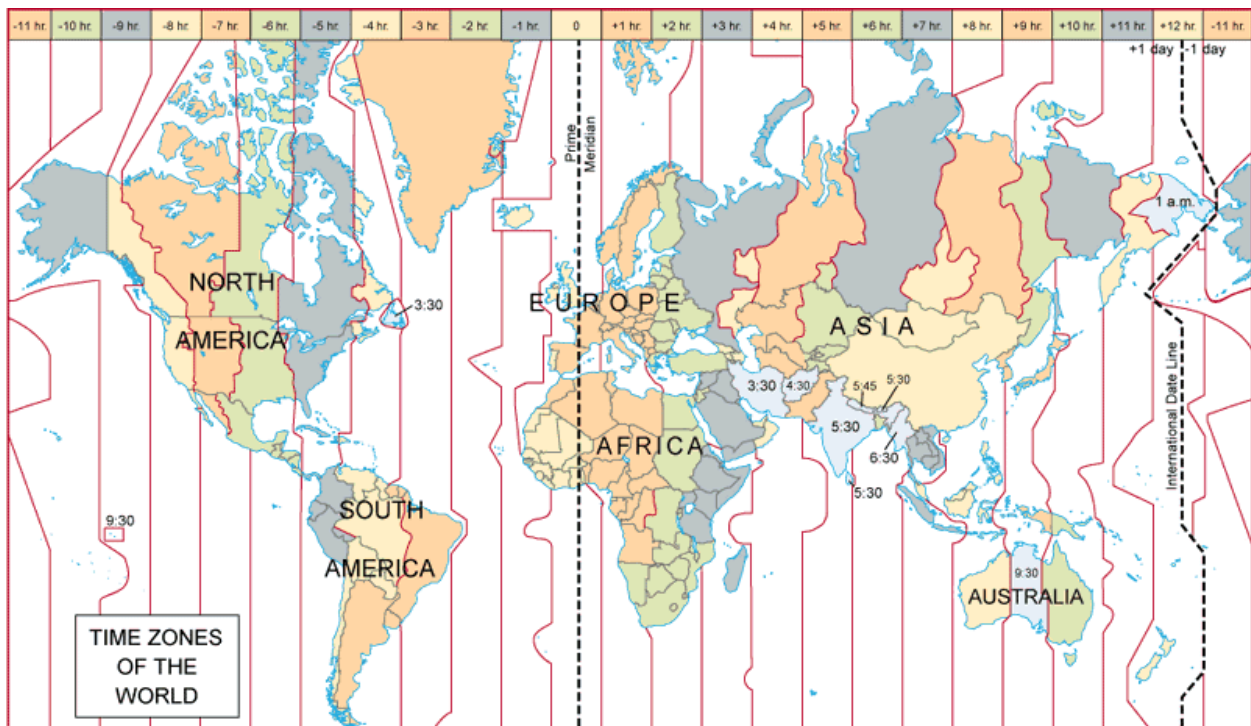 -11 hr. -10 hr. -9 hr. -8 hr. -7 hr. -6 hr. -5 hr. -4 hr. -3 hr. -2 hr. -1 hr. 0 +1 hr. +2 hr. +3 hr. +4 hr. +5 hr. +6 hr. +7 hr. +8 hr. +9 hr. +10 hr. +11 hr. +12 hr. -11 hr.
+1 day -1 day
Prime
Meridian
1 a.m.
NORTH
AMERICA
3:30
EUROPE
ASIA
3:30
4:30
5:45
5:30
5:30
6:30
5:30
AFRICA
International Date Line
SOUTH
AMERICA
9:30
9:30
AUSTRALIA
TIME ZONES
OF THE
WORLD